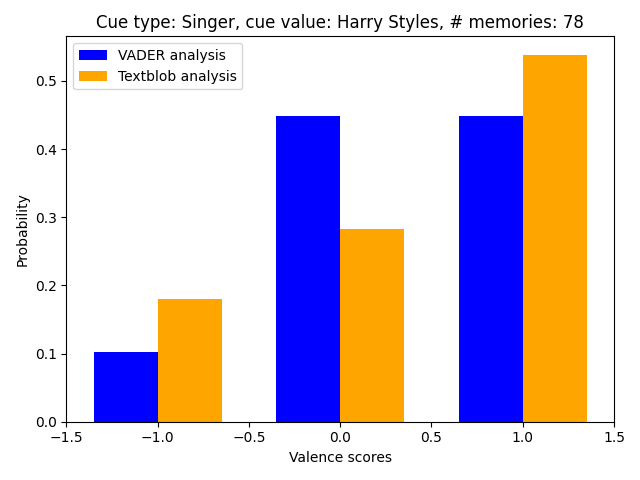 Cue type: Singer, cue value: Harry Styles, # memories: 78
VADER analysis
Textblob analysis
Probability
0.5
0.4
0.3
0.2
0.1
0.0
−1.5 −1.0 −0.5 0.0 0.5 1.0 1.5
Valence scores